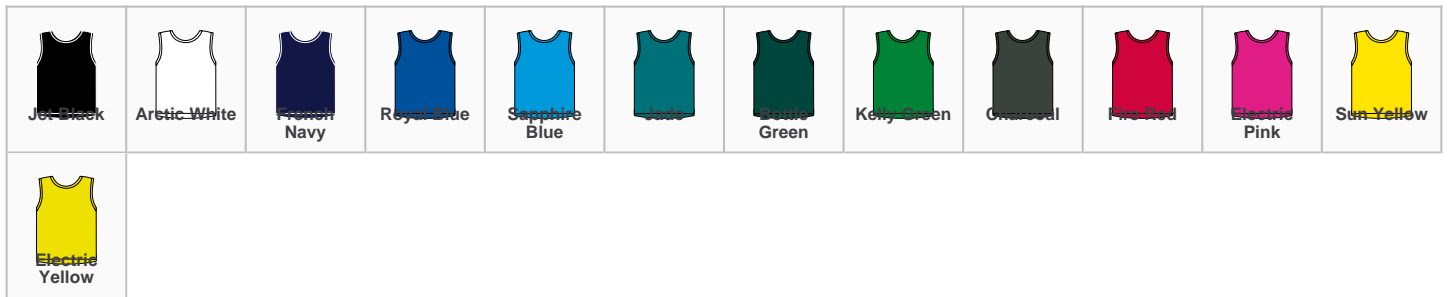 Jet Black
Arctic White
French
Navy
Royal Blue
Sapphire
Blue
Jade
Bottle
Green
Kelly Green
Charcoal
Fire Red
Electric
Pink
Sun Yellow
Electric
Yellow